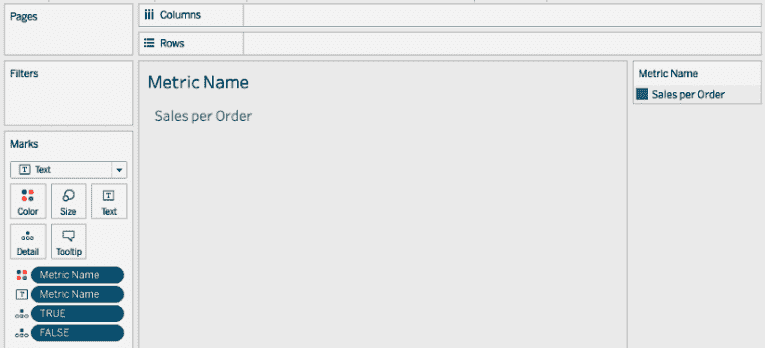 Pages
Columns
Rows
Filters
Metric Name
Sales per Order
Metric Name
Sales per Order
Marks
T Text
Color
Size
T
Text
Detail
Tooltip
Metric Name
T Metric Name
TRUE
FALSE